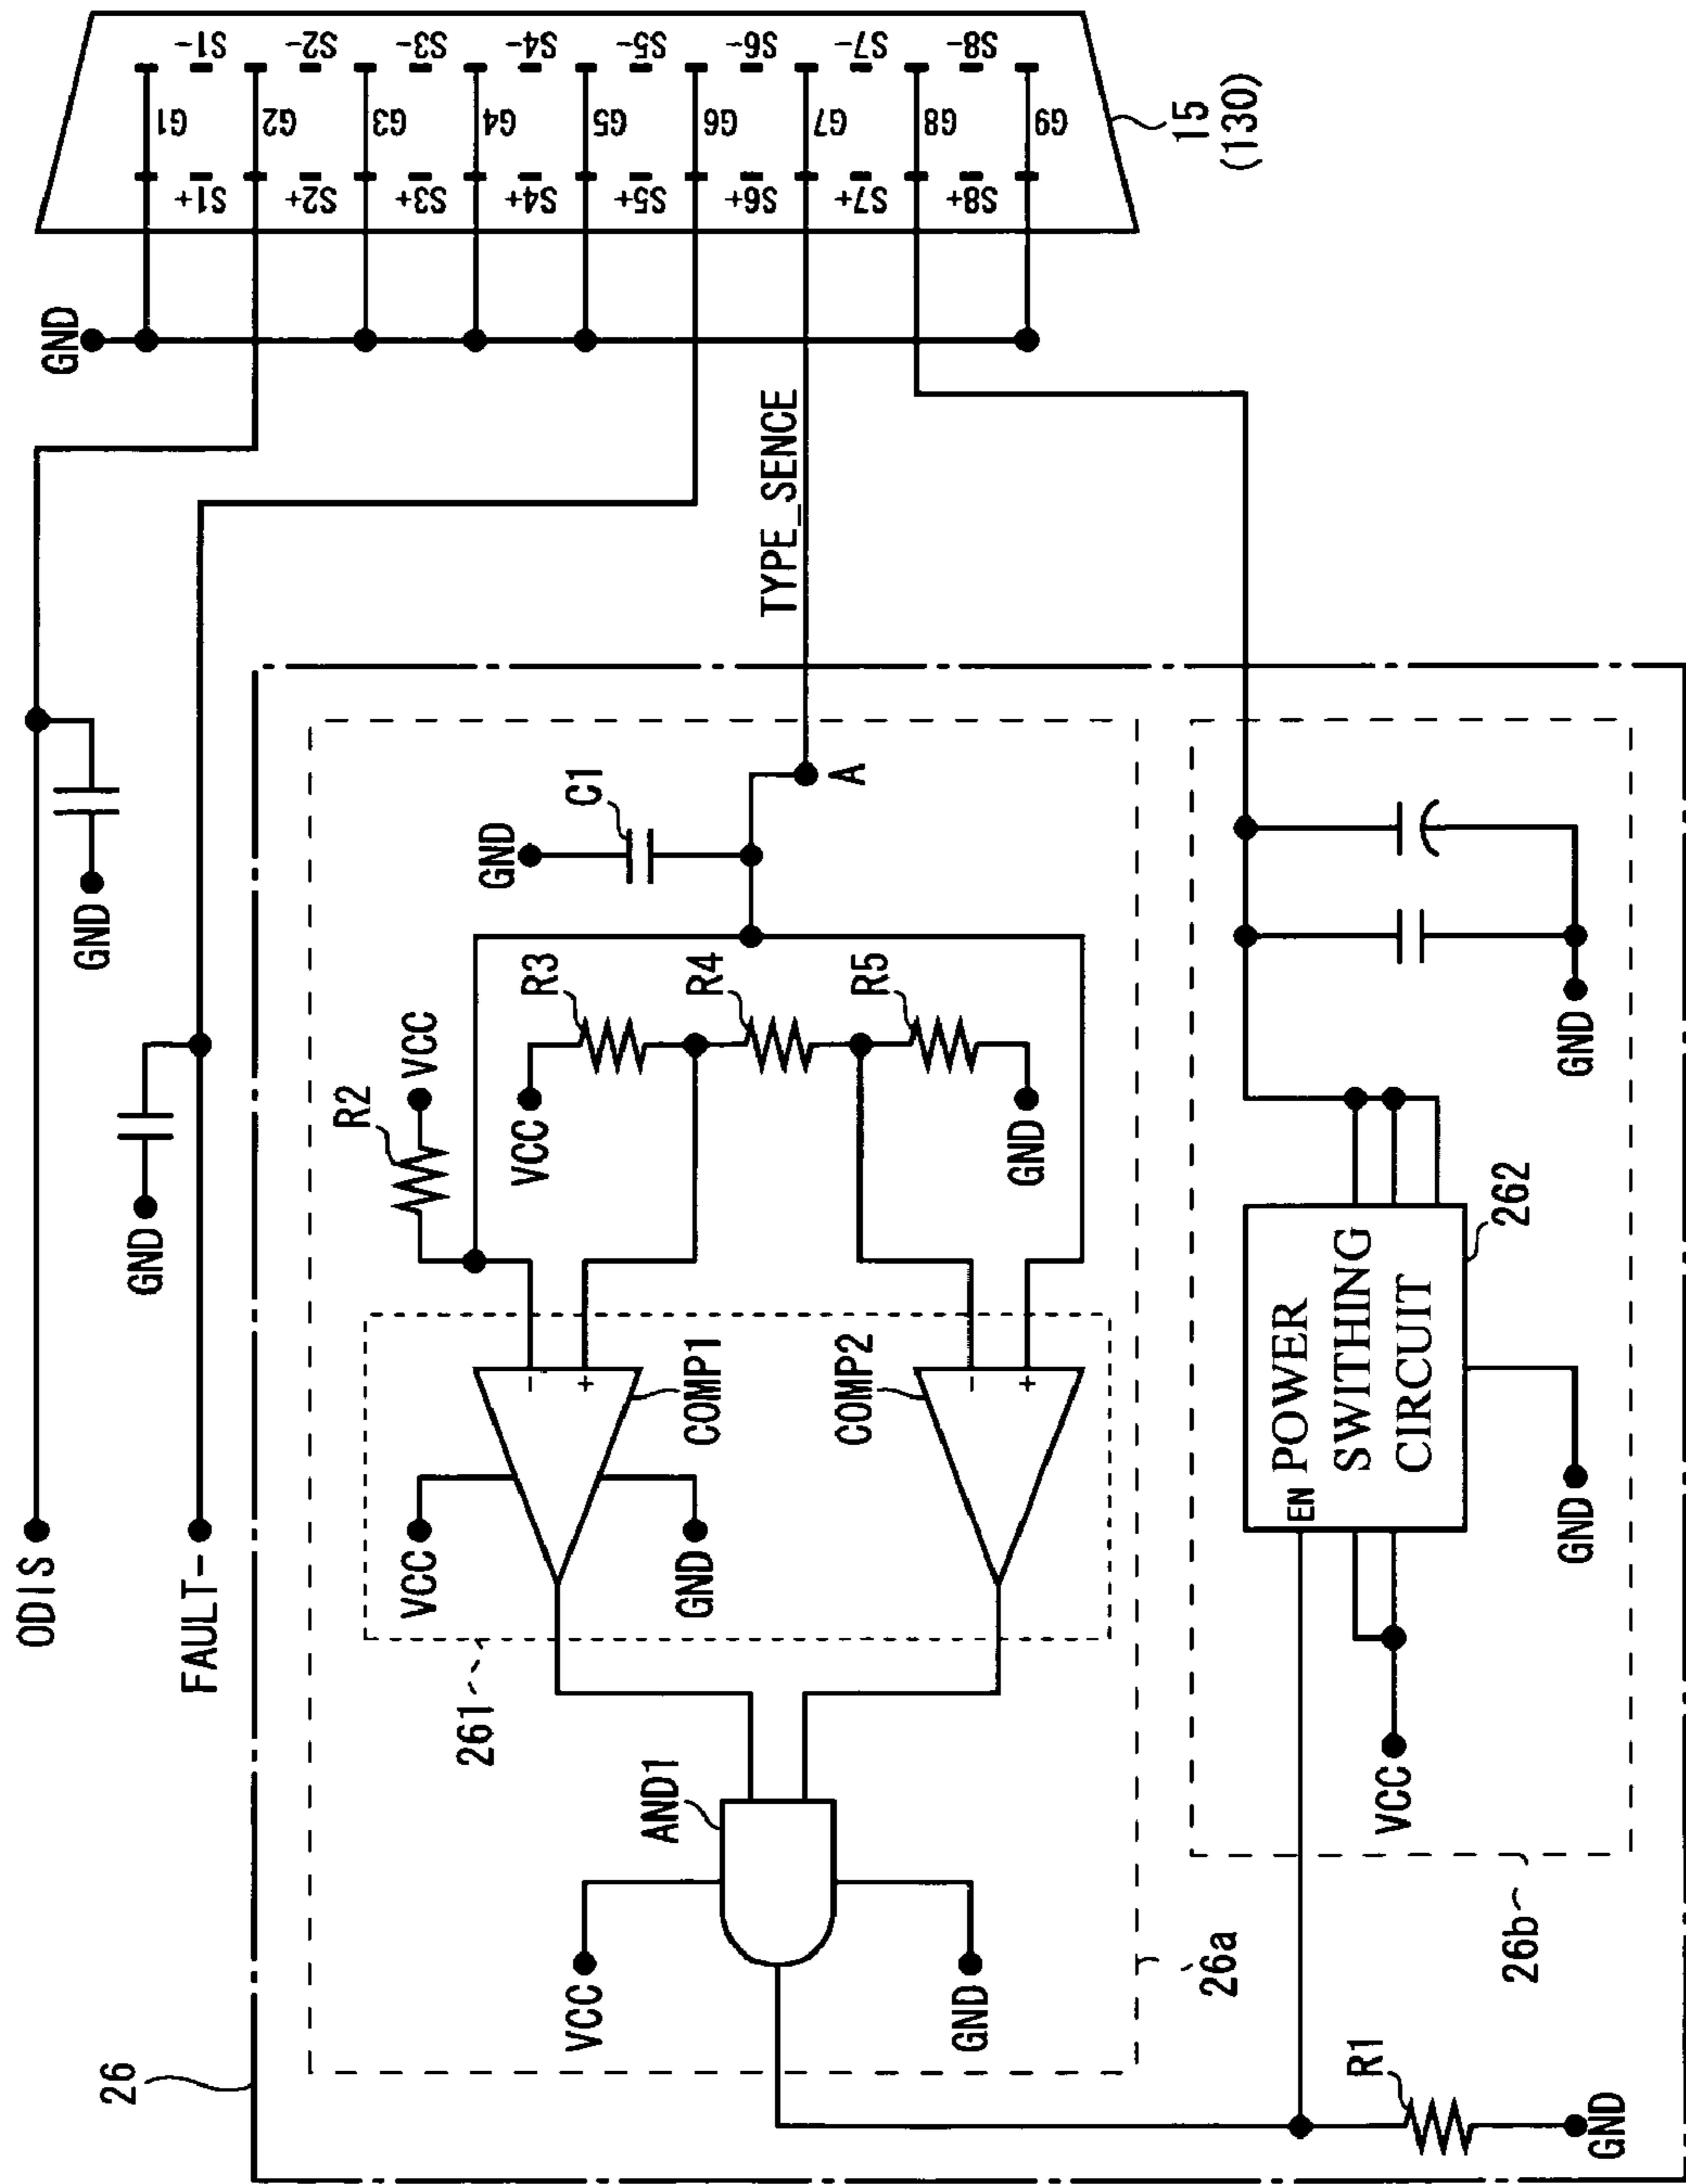 ODIS
FAULT-
GND
GND
GND
S1-
S2-
S3-
S4-
S5-
S6-
S7-
S8-
G1
G2
G3
G4
G5
G6
G7
G8
G9
S1+
S2+
S3+
S4+
S5+
S6+
S7+
S8+
15
(130)
TYPE_SENCE
26
26a
261
AND1
VCC
GND
VCC
GND
COMP1
-
+
COMP2
-
+
R2
VCC
VCC
R3
R4
R5
GND
GND
C1
A
26b
VCC
EN POWER
SWITHING
CIRCUIT
262
GND
GND
R1
GND